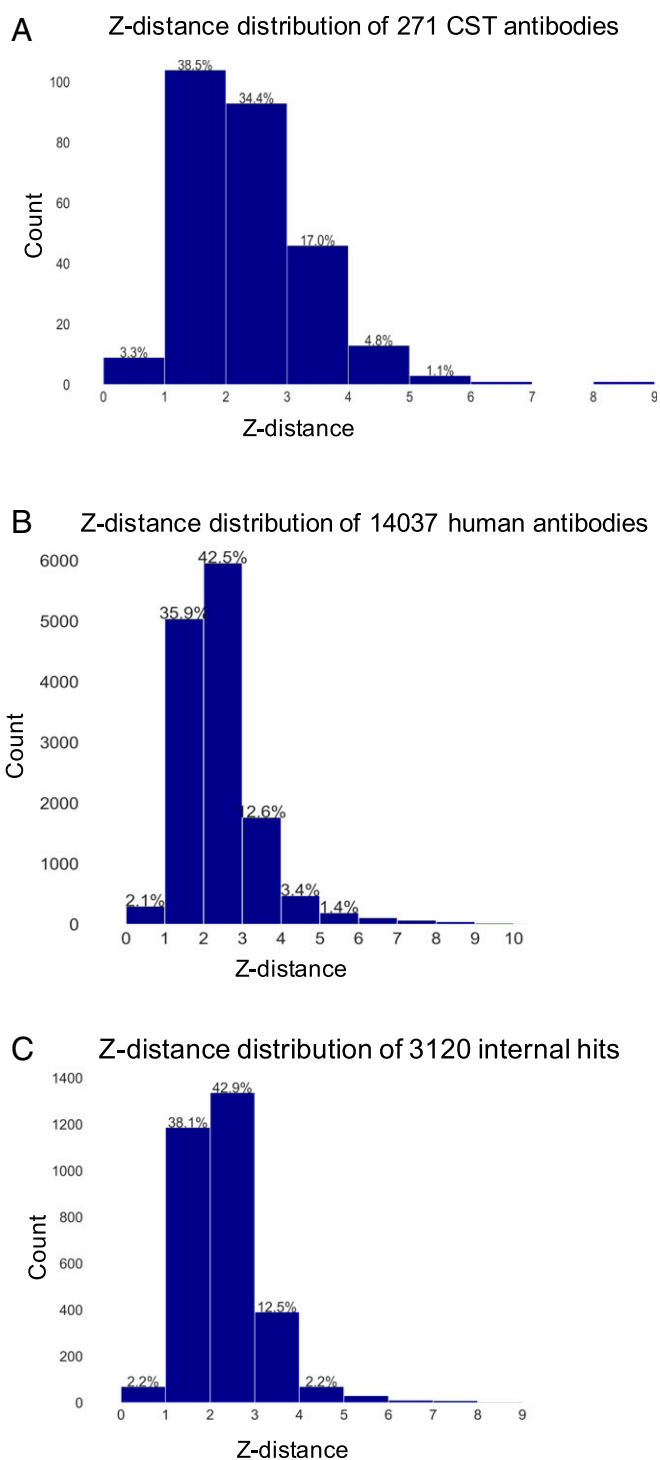 A
Z-distance distribution of 271 CST antibodies
100
80
60
40
20
0
Count
38.5%
34.4%
17.0%
3.3%
4.8%
1.1%
0 1 2 3 4 5 6 7 8 9
Z-distance
B
Z-distance distribution of 14037 human antibodies
6000
5000
4000
3000
2000
1000
0
Count
42.5%
35.9%
12.6%
2.1%
3.4%
1.4%
0 1 2 3 4 5 6 7 8 9 10
Z-distance
C
Z-distance distribution of 3120 internal hits
1400
1200
1000
800
600
400
200
0
Count
42.9%
38.1%
12.5%
2.2%
2.2%
0 1 2 3 4 5 6 7 8 9
Z-distance